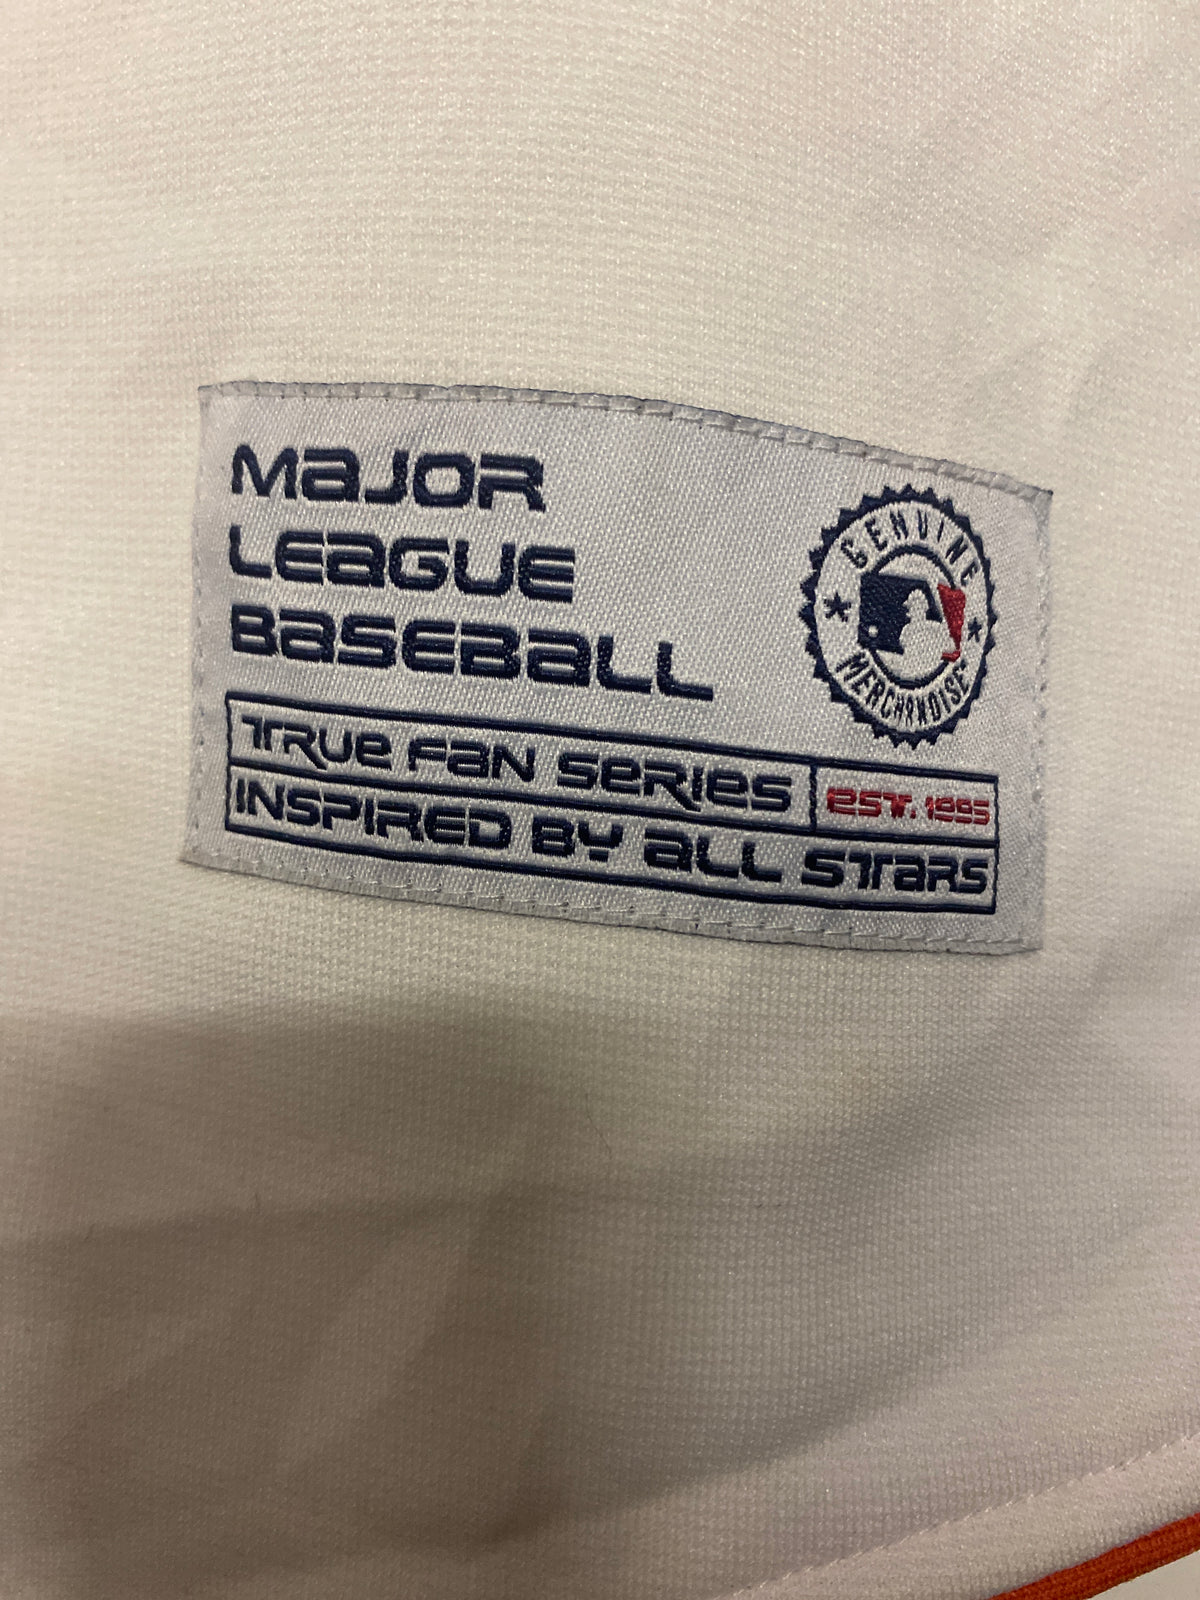 MAJOR
LEAGUE
BASEBALL
GENUINE
MERCHANDISE
TRUE FAN SERIES
EST. 1995
INSPIRED BY ALL STARS